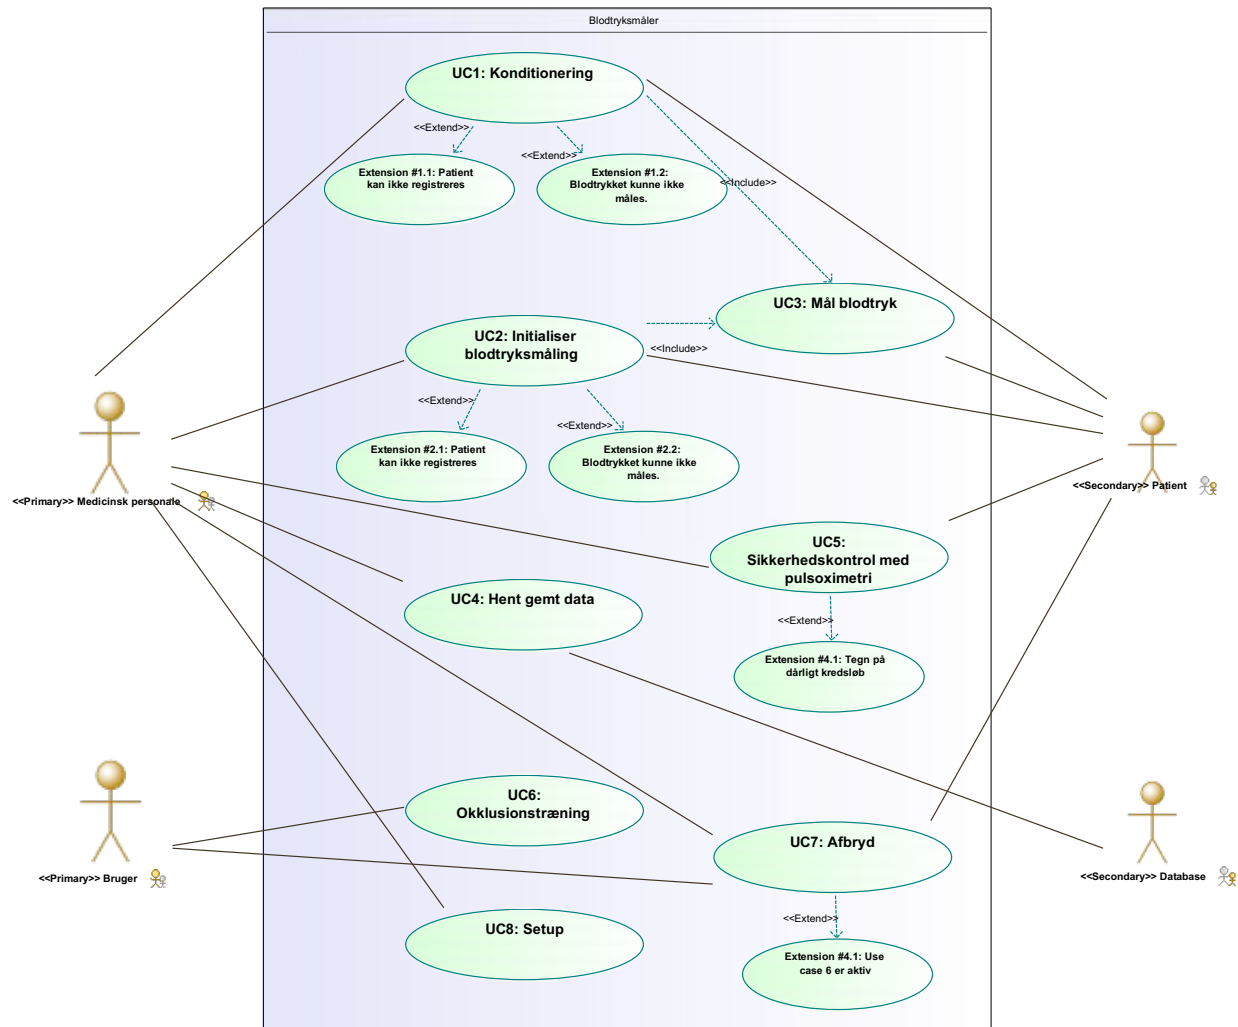 Blodtryksmåler
UC1: Konditionering
<<Extend>>
<<Extend>>
Extension #1.1: Patient
kan ikke registreres
Extension #1.2:
Blodtrykket kunne ikke
måles.
<<Include>>
UC3: Mål blodtryk
UC2: Initialiser
blodtryksmåling
<<Include>>
<<Extend>>
<<Extend>>
Extension #2.1: Patient
kan ikke registreres
Extension #2.2:
Blodtrykket kunne ikke
måles.
<<Primary>> Medicinsk personale
<<Secondary>> Patient
UC5:
Sikkerhedskontrol med
pulsoximetri
UC4: Hent gemt data
<<Extend>>
Extension #4.1: Tegn på
dårligt kredsløb
UC6:
Okklusionstræning
UC7: Afbryd
<<Primary>> Bruger
<<Secondary>> Database
<<Extend>>
UC8: Setup
Extension #4.1: Use
case 6 er aktiv